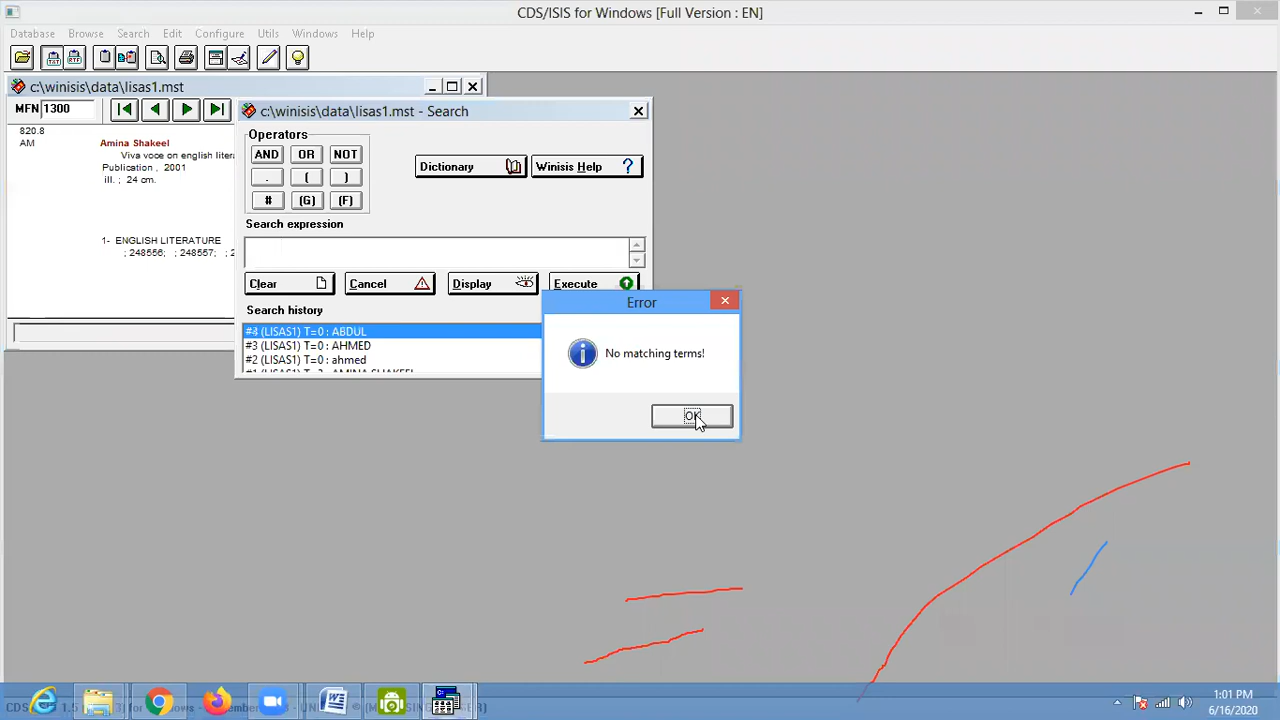 CDS/ISIS for Windows [Full Version : EN]
Database Browse Search Edit Configure Utils Windows Help
c:\winisis\data\lisas1.mst
MFN 1300
c:\winisis\data\lisas1.mst - Search
820.8
AM
Amina Shakeel
Viva voce on english litera
Publication , 2001
ill. ; 24 cm.
1- ENGLISH LITERATURE
; 248556; ; 248557; ; 2
Operators
AND OR NOT
. ( )
# (G) (F)
Dictionary
Winisis Help ?
Search expression
Clear Cancel Display Execute
Search history
(LISAS1) T=0 : ABDUL
#3 (LISAS1) T=0 : AHMED
#2 (LISAS1) T=0 : ahmed
Error
No matching terms!
OK
1:01 PM
6/16/2020